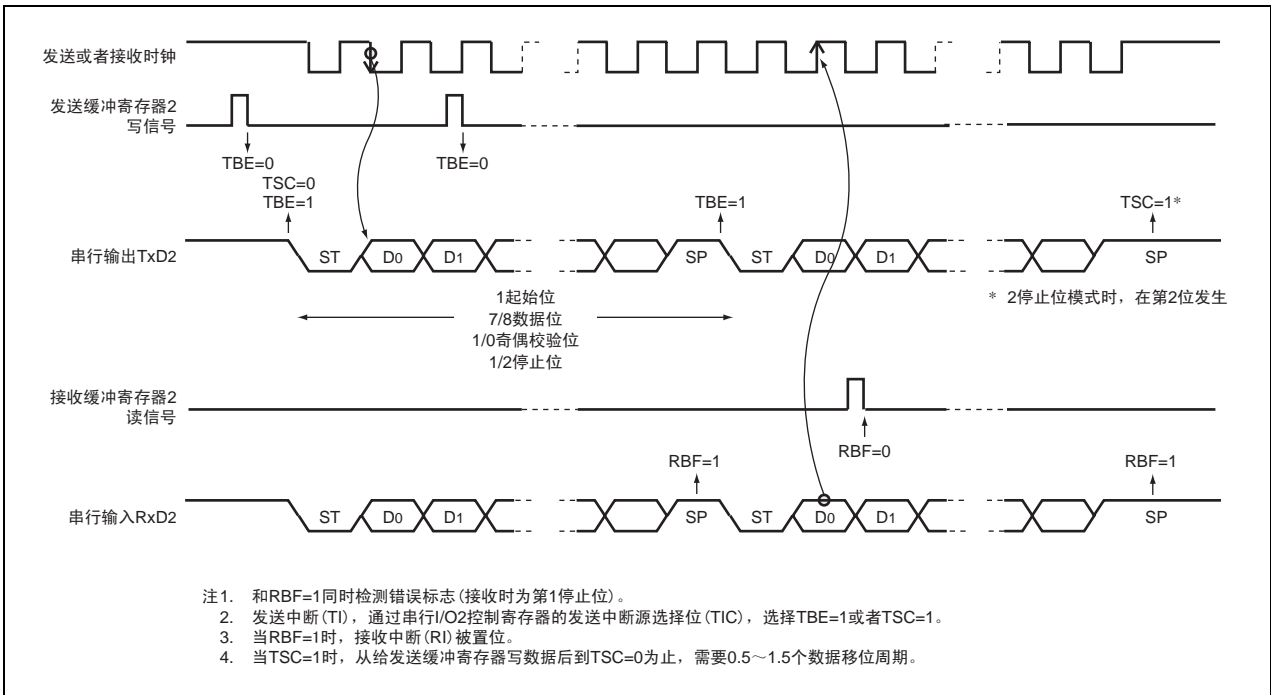 发送或者接收时钟
发送缓冲寄存器2
写信号
TBE=0
TBE=0
TSC=0
TBE=1
TBE=1
TSC=1*
串行输出TxD2
ST
D0
D1
SP
ST
D0
D1
SP
1起始位
7/8数据位
1/0奇偶校验位
1/2停止位
* 2停止位模式时，在第2位发生
接收缓冲寄存器2
读信号
RBF=0
RBF=1
RBF=1
串行输入RxD2
ST
D0
D1
SP
ST
D0
D1
SP
注1. 和RBF=1同时检测错误标志(接收时为第1停止位)。
2. 发送中断(TI)，通过串行I/O2控制寄存器的发送中断源选择位(TIC)，选择TBE=1或者TSC=1。
3. 当RBF=1时，接收中断(RI)被置位。
4. 当TSC=1时，从给发送缓冲寄存器写数据后到TSC=0为止，需要0.5～1.5个数据移位周期。